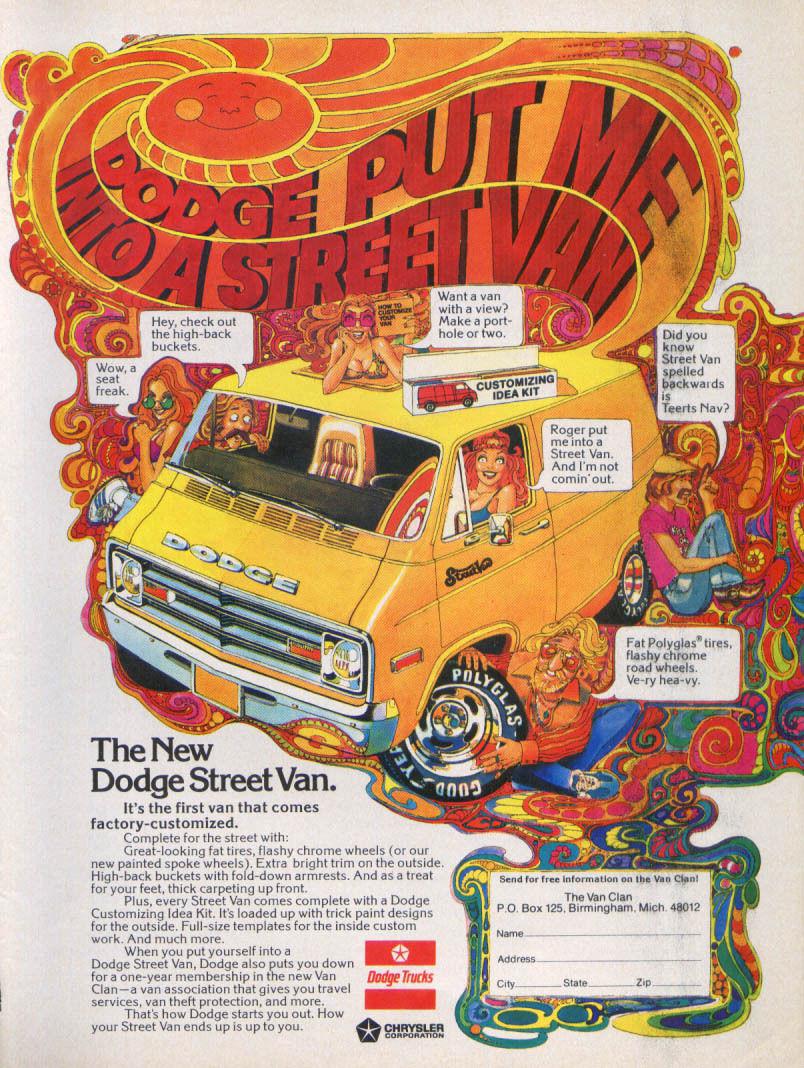 DODGE PUT ME
INTO A STREET VAN
HOW TO
CUSTOMIZE
YOUR
VAN
Want a van
with a view?
Make a port-
hole or two.
Hey, check out
the high-back
buckets.
Wow, a
seat
freak.
CUSTOMIZING
IDEA KIT
Did you
know
Street Van
spelled
backwards
is
Teerts Nav?
Roger put
me into a
Street Van.
And I'm not
comin' out.
DODGE
Street Van
Fat Polyglas® tires,
flashy chrome
road wheels.
Ve-ry hea-vy.
POLYGLAS
GOOD YEAR
The New
Dodge Street Van.
It's the first van that comes
factory-customized.
Complete for the street with:
Great-looking fat tires, flashy chrome wheels (or our
new painted spoke wheels). Extra bright trim on the outside.
High-back buckets with fold-down armrests. And as a treat
for your feet, thick carpeting up front.
Plus, every Street Van comes complete with a Dodge
Customizing Idea Kit. It's loaded up with trick paint designs
for the outside. Full-size templates for the inside custom
work. And much more.
When you put yourself into a
Dodge Street Van, Dodge also puts you down
for a one-year membership in the new Van
Clan—a van association that gives you travel
services, van theft protection, and more.
That's how Dodge starts you out. How
your Street Van ends up is up to you.
Dodge Trucks
CHRYSLER
CORPORATION
Send for free information on the Van Clan!
The Van Clan
P.O. Box 125, Birmingham, Mich. 48012
Name
Address
City State Zip